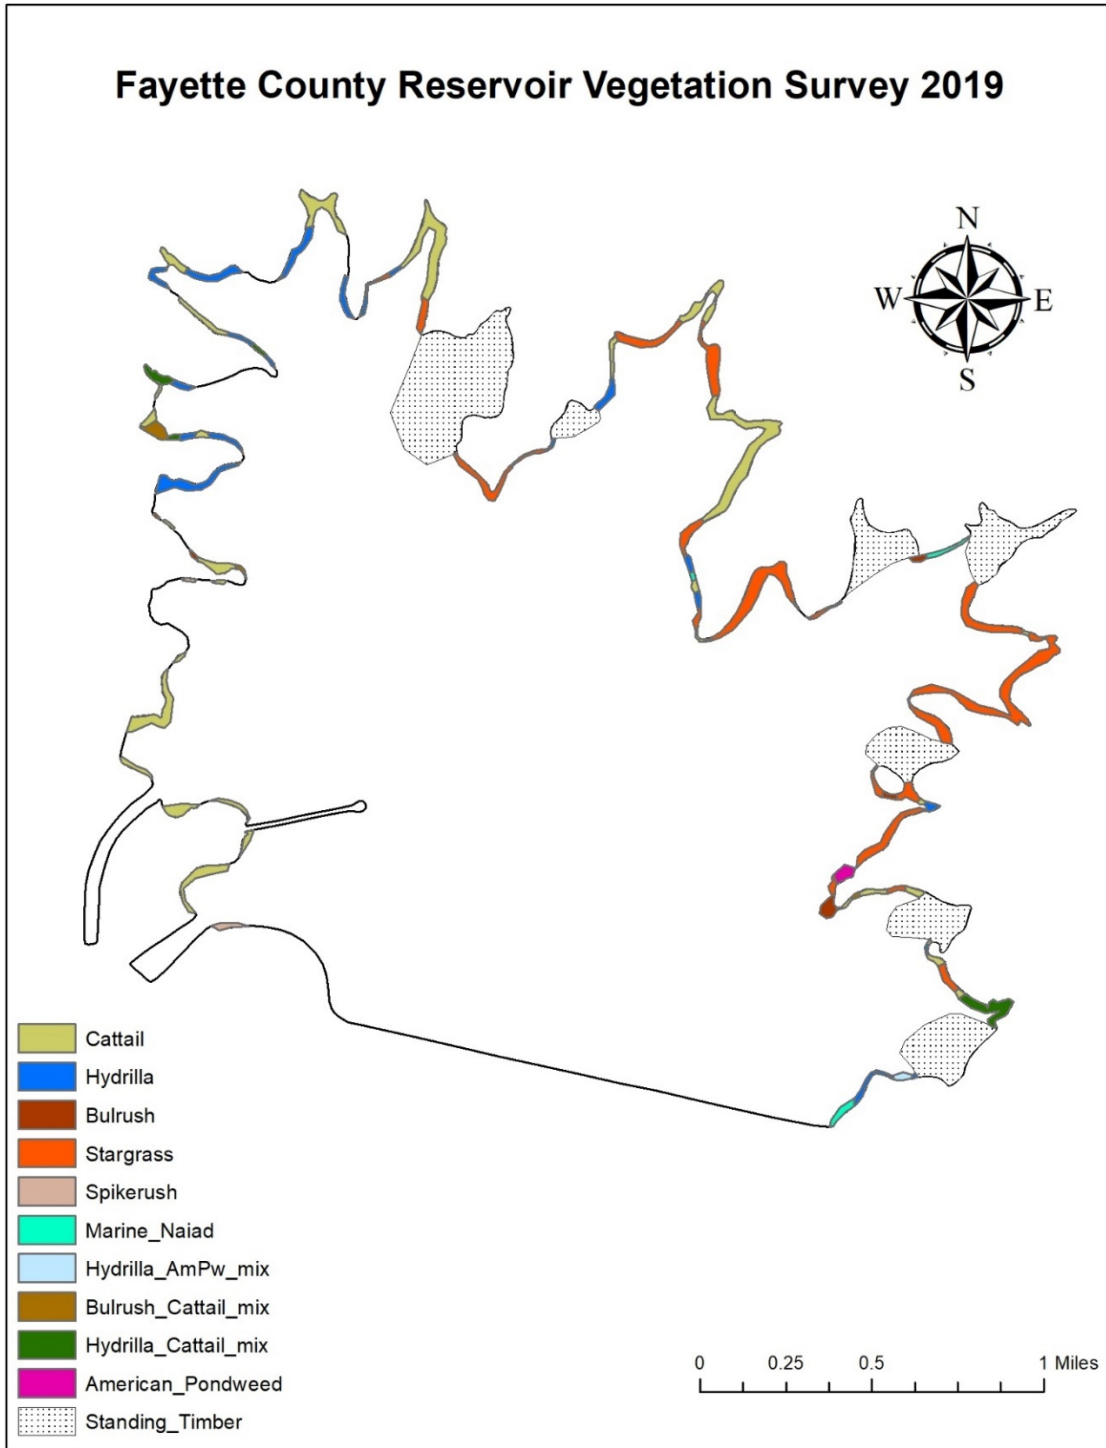 Fayette County Reservoir Vegetation Survey 2019
N
W E
S
Cattail
Hydrilla
Bulrush
Stargrass
Spikerush
Marine_Naiad
Hydrilla_AmPw_mix
Bulrush_Cattail_mix
Hydrilla_Cattail_mix
American_Pondweed
Standing_Timber
0 0.25 0.5 1 Miles